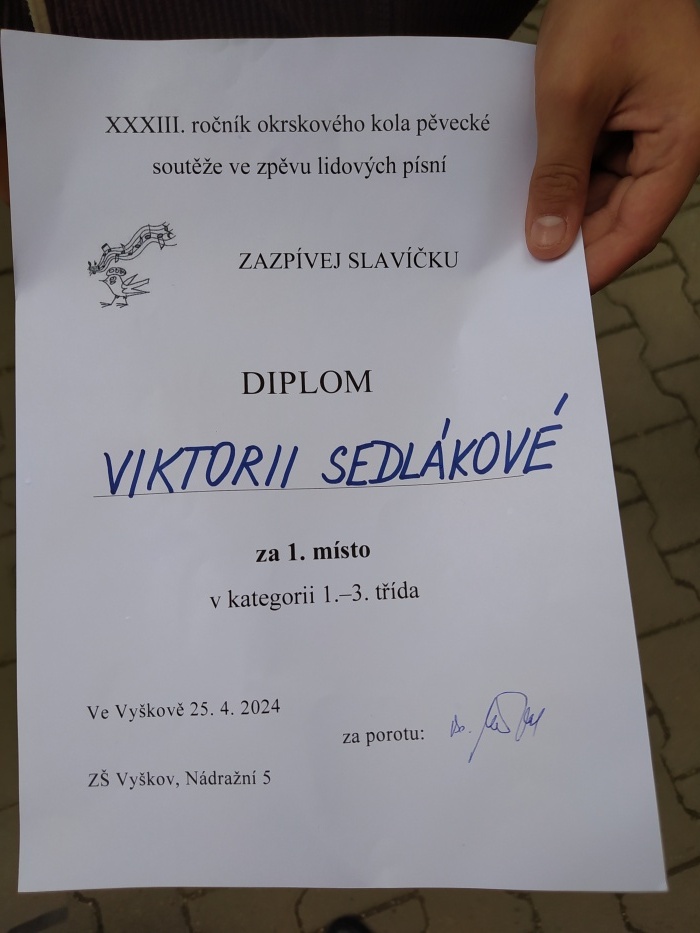 XXXIII. ročník okrskového kola pěvecké
soutěže ve zpěvu lidových písní
ZAZPÍVEJ SLAVÍČKU
DIPLOM
VIKTORII SEDLÁKOVÉ
za 1. místo
v kategorii 1.–3. třída
Ve Vyškově 25. 4. 2024
za porotu:
ZŠ Vyškov, Nádražní 5